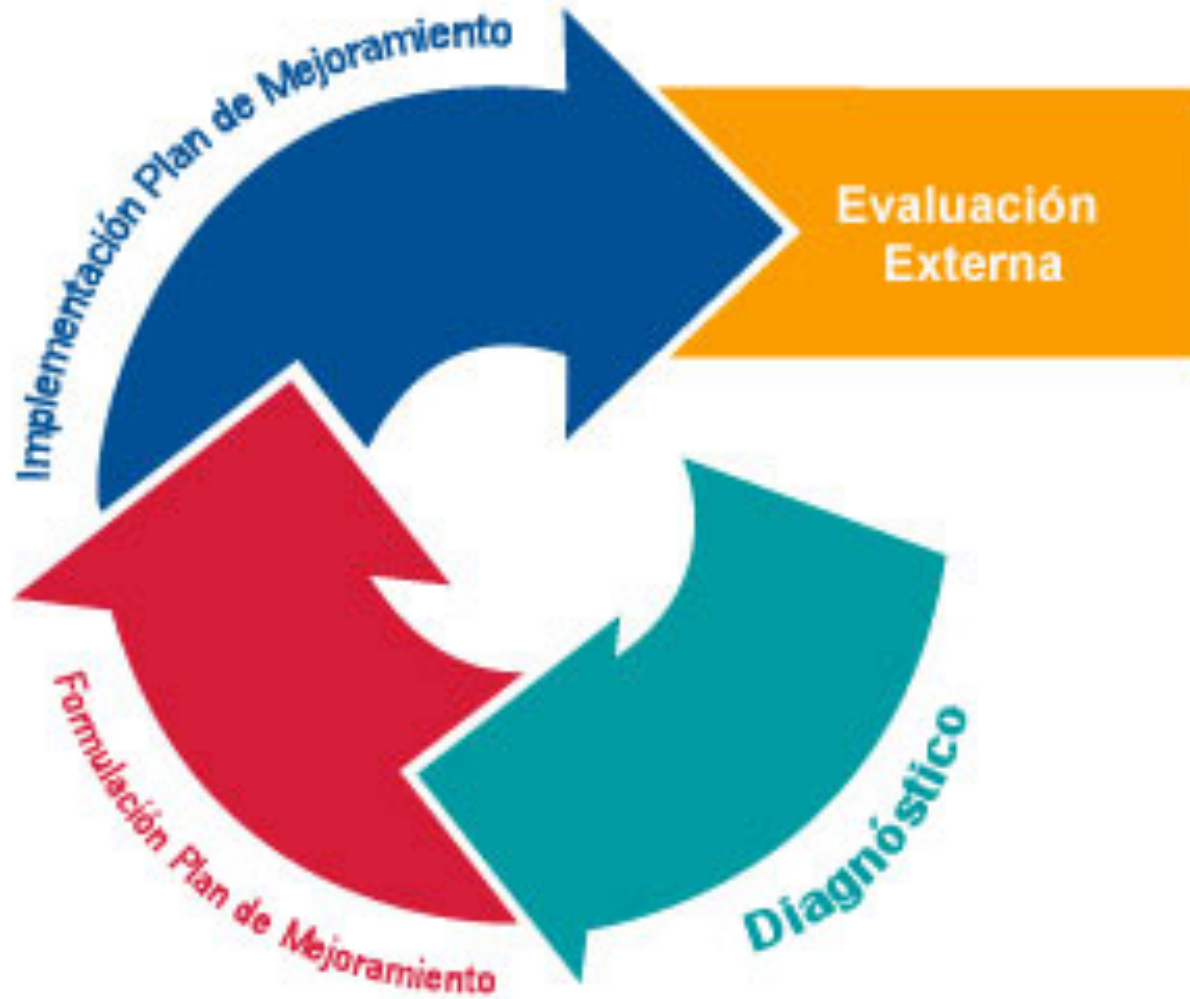 Implementación Plan de Mejoramiento
Evaluación
Externa
Diagnóstico
Formulación Plan de Mejoramiento